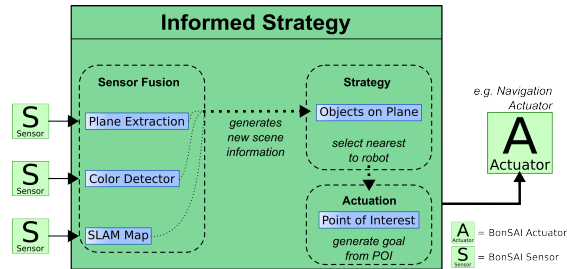 Informed Strategy
Sensor Fusion
Plane Extraction
Color Detector
SLAM Map
S
Sensor
S
Sensor
S
Sensor
generates
new scene
information
Strategy
Objects on Plane
select nearest
to robot
Actuation
Point of Interest
generate goal
from POI
e.g. Navigation
Actuator
A
Actuator
A
Actuator
= BonSAI Actuator
S
Sensor
= BonSAI Sensor